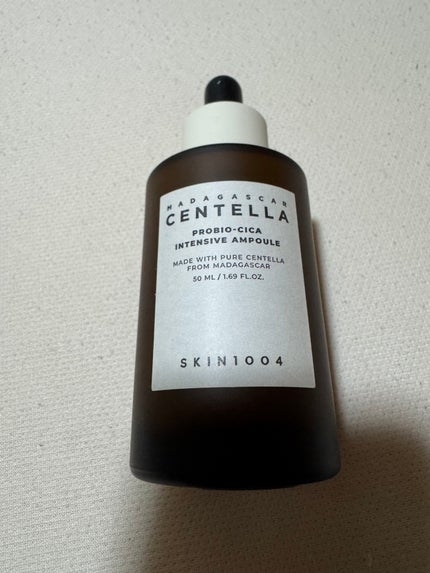 MADAGASCAR
CENTELLA
PROBIO-CICA
INTENSIVE AMPOULE
MADE WITH PURE CENTELLA
FROM MADAGASCAR
50 ML / 1.69 FL.OZ.
SKIN1004